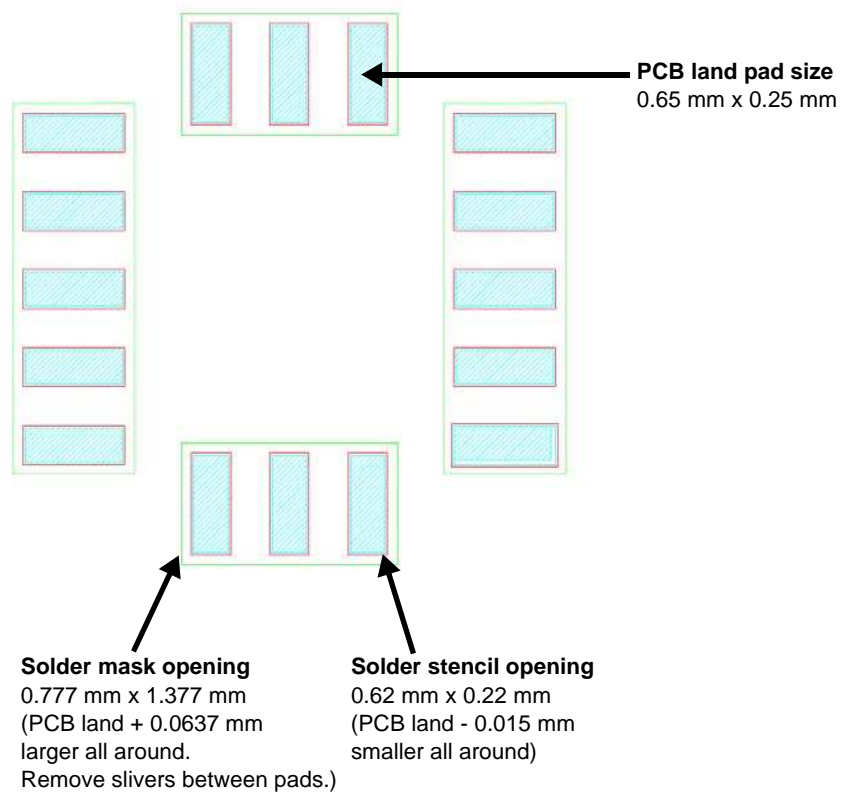 PCB land pad size
0.65 mm x 0.25 mm
Solder mask opening
0.777 mm x 1.377 mm
(PCB land + 0.0637 mm
larger all around.
Remove slivers between pads.)
Solder stencil opening
0.62 mm x 0.22 mm
(PCB land - 0.015 mm
smaller all around)